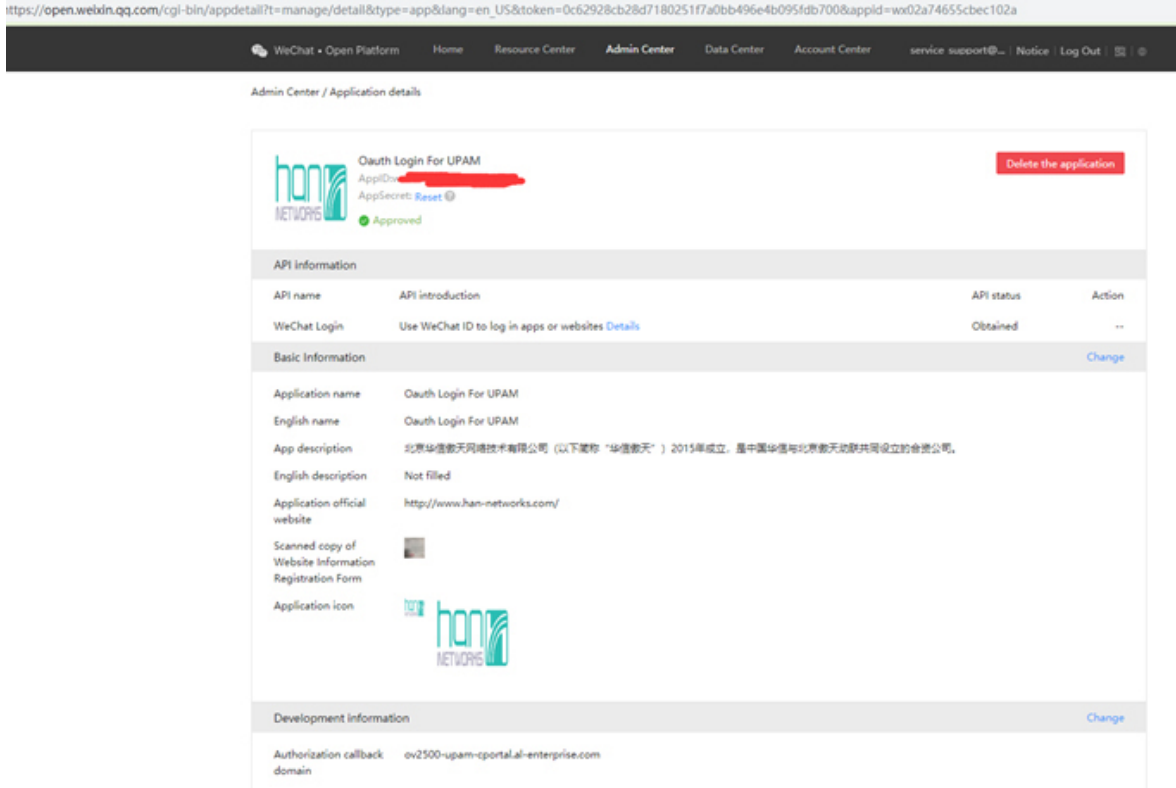 https://open.weixin.qq.com/cgi-bin/appdetail?t=manage/detail&type=app&lang=en_US&token=0c62928cb28d7180251f7a0bb496e4b095fdb700&appid=wx02a74655cbec102a
WeChat • Open Platform Home Resource Center Admin Center Data Center Account Center service_support@... | Notice | Log Out
Admin Center / Application details
han NETWORKS
Oauth Login For UPAM
AppID:
AppSecret: Reset
Approved
Delete the application
API information
API name API introduction API status Action
WeChat Login Use WeChat ID to log in apps or websites Details Obtained --
Basic Information Change
Application name Oauth Login For UPAM
English name Oauth Login For UPAM
App description 北京华信傲天网络技术有限公司（以下简称“华信傲天”）2015年成立，是中国华信与北京傲天动联共同设立的合资公司。
English description Not filled
Application official website http://www.han-networks.com/
Scanned copy of
Website Information
Registration Form
Application icon
han NETWORKS
han NETWORKS
Development information Change
Authorization callback domain ov2500-upam-cportal.al-enterprise.com